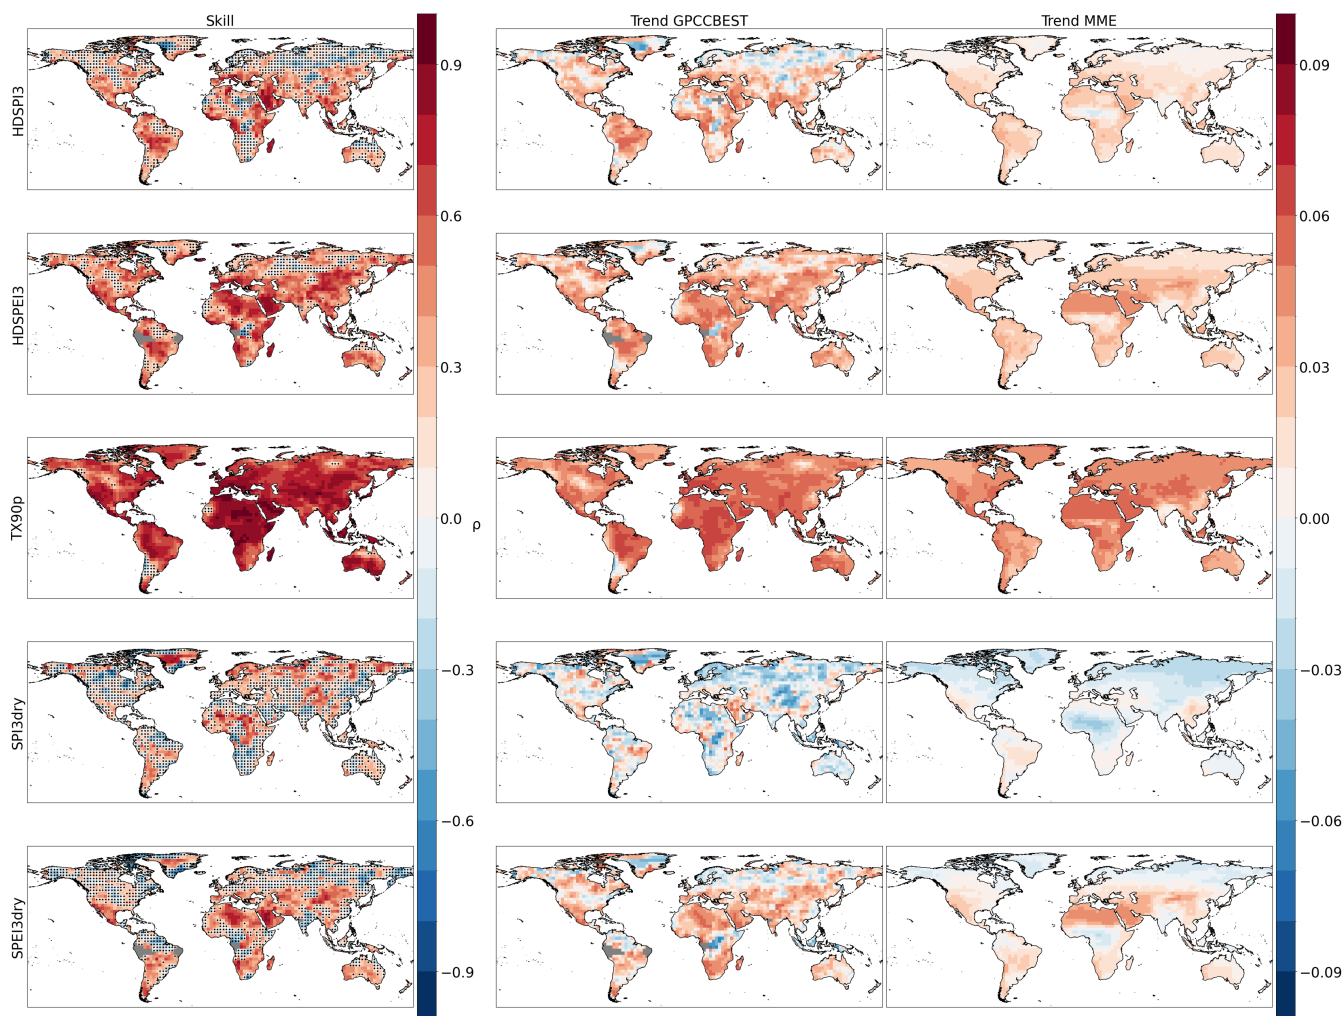 Skill
Trend GPCCBEST
Trend MME
HDSPI3
HDSPEI3
TX90p
SPI3dry
SPEI3dry
0.9
0.6
0.3
0.0
−0.3
−0.6
−0.9
ρ
0.09
0.06
0.03
0.00
−0.03
−0.06
−0.09